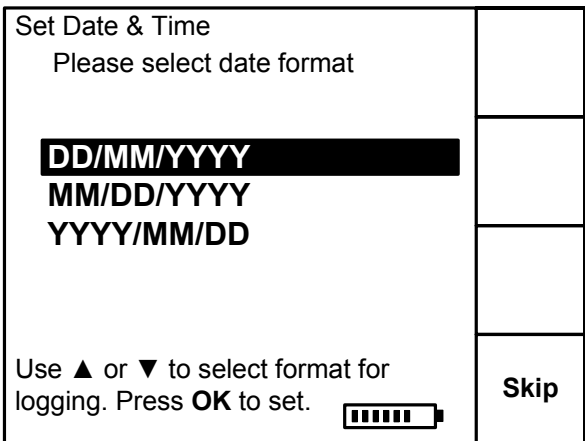 Set Date & Time
Please select date format
DD/MM/YYYY
MM/DD/YYYY
YYYY/MM/DD
Use ▲ or ▼ to select format for
logging. Press OK to set.
Skip